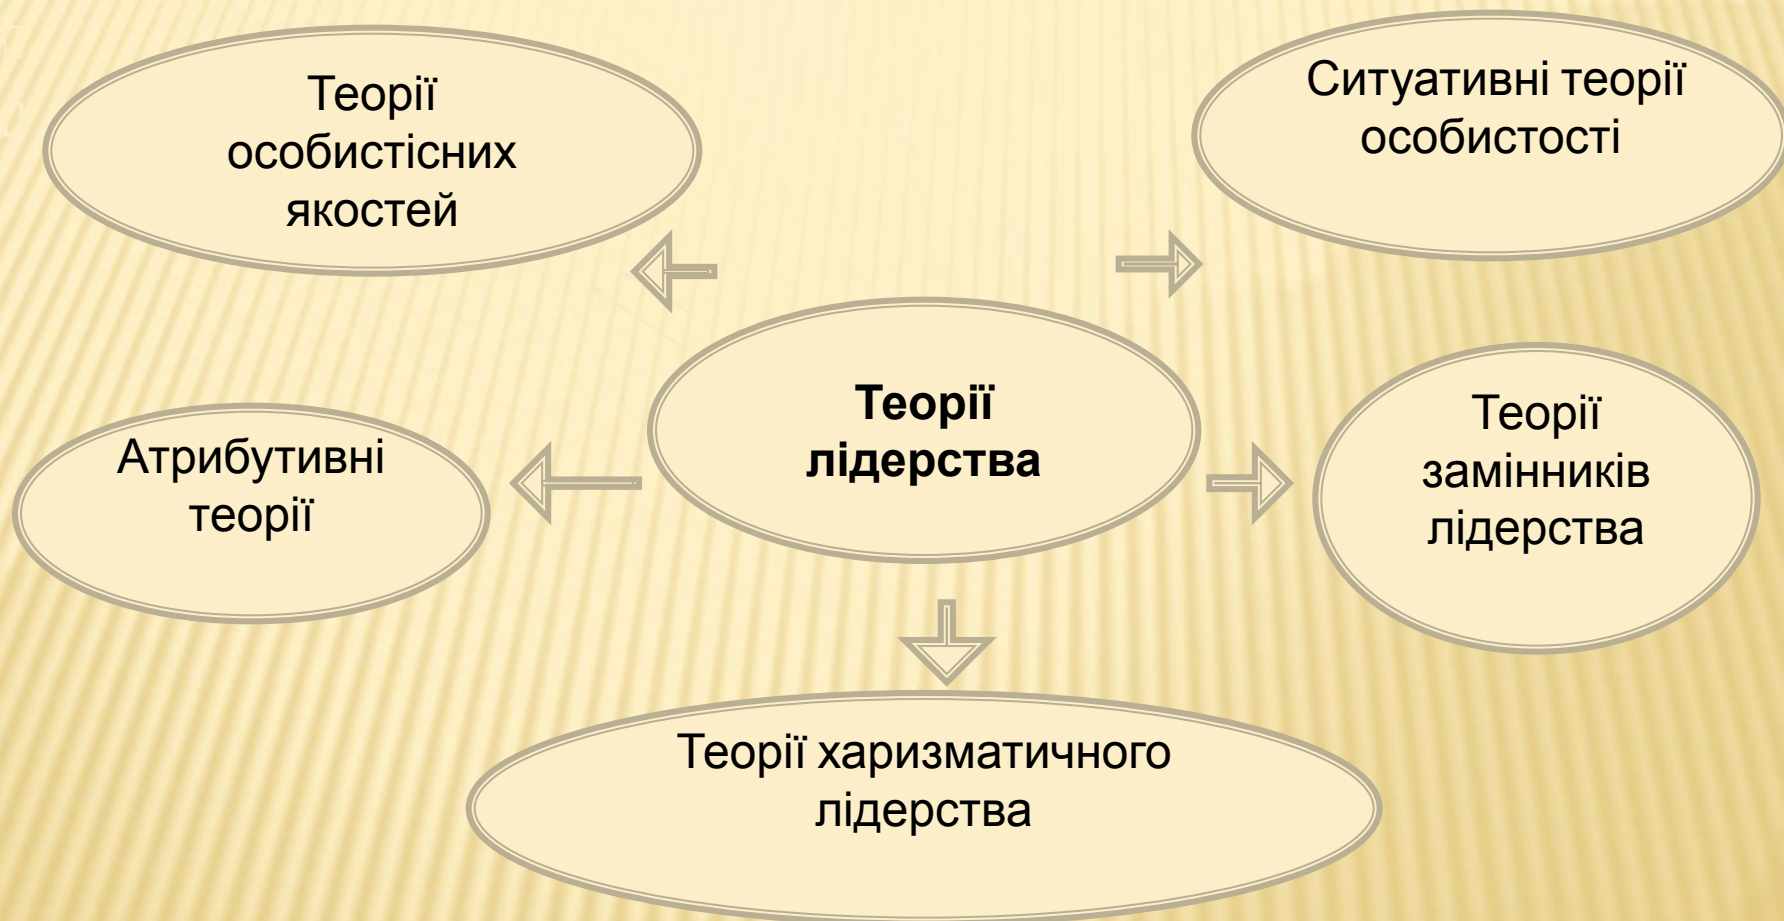 Теорії
особистісних
якостей
Ситуативні теорії
особистості
Теорії
лідерства
Атрибутивні
теорії
Теорії
замінників
лідерства
Теорії харизматичного
лідерства